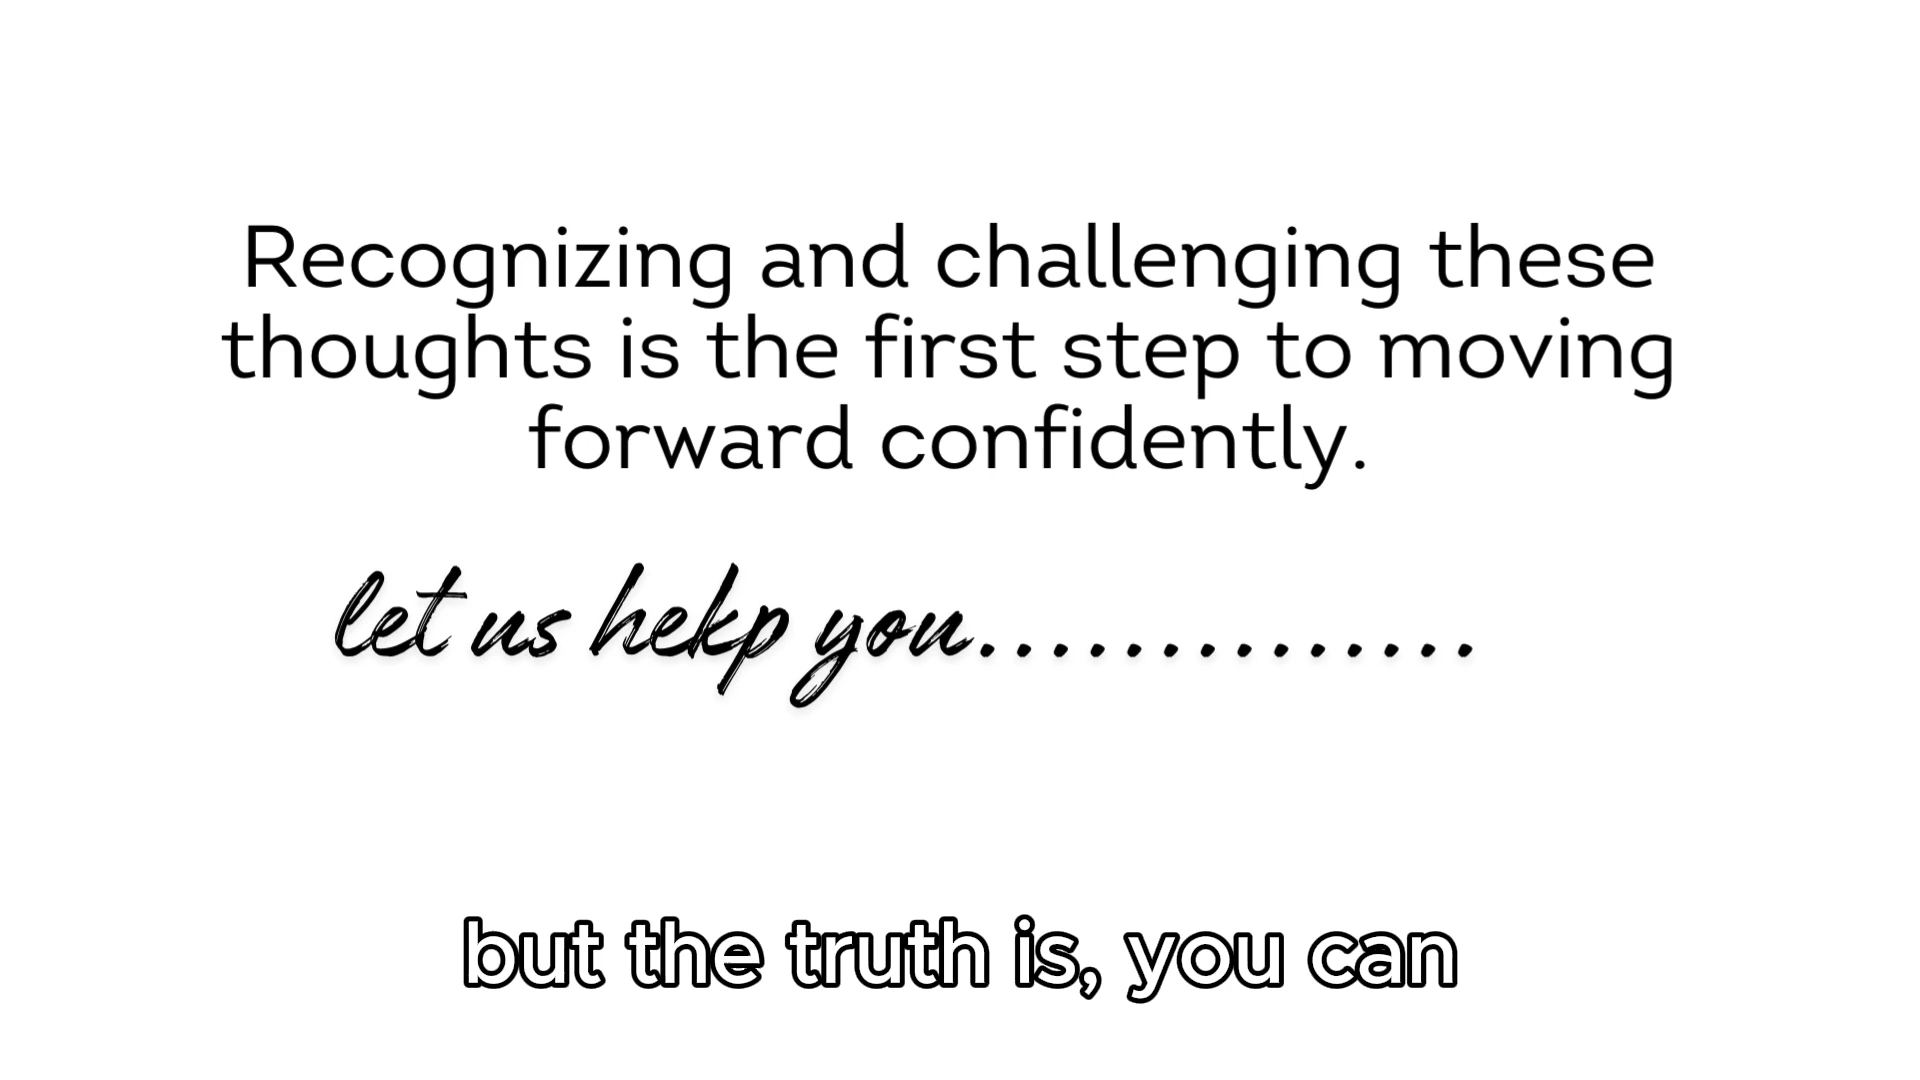 Recognizing and challenging these
thoughts is the first step to moving
forward confidently.
let us hekp you..............
but the truth is, you can